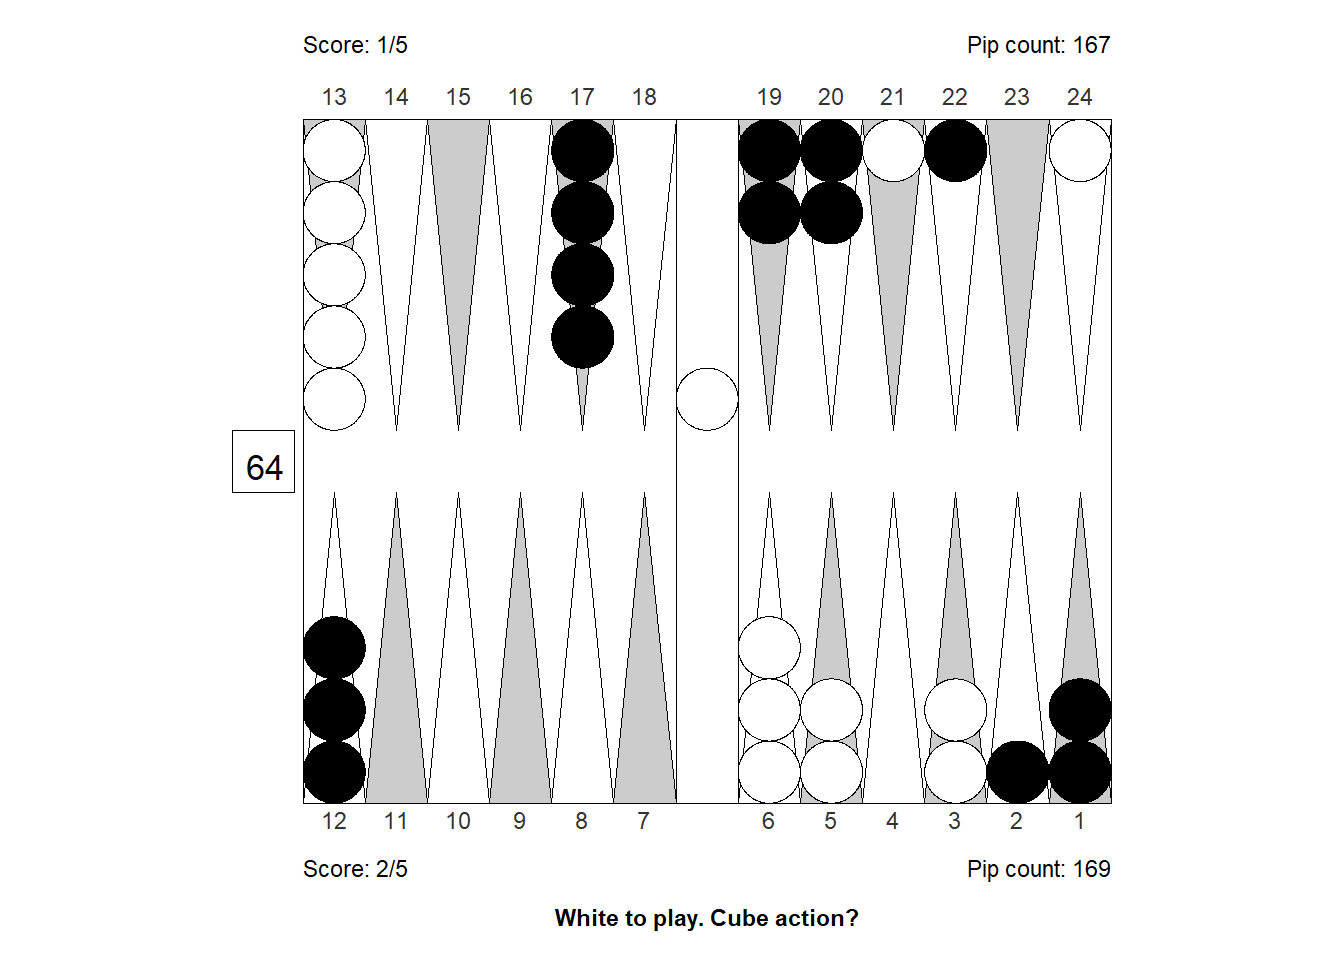 Score: 1/5 Pip count: 167
13 14 15 16 17 18 19 20 21 22 23 24
64
12 11 10 9 8 7 6 5 4 3 2 1
Score: 2/5 Pip count: 169
White to play. Cube action?